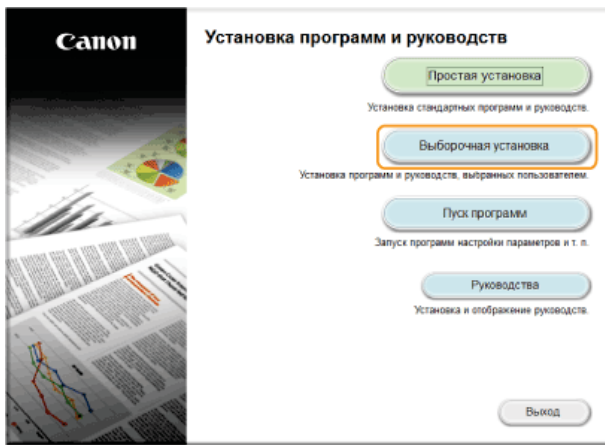 Canon
Установка программ и руководств
Простая установка
Установка стандартных программ и руководств.
Выборочная установка
Установка программ и руководств, выбранных пользователем.
Пуск программ
Запуск программ настройки параметров и т. п.
Руководства
Установка и отображение руководств.
Выход